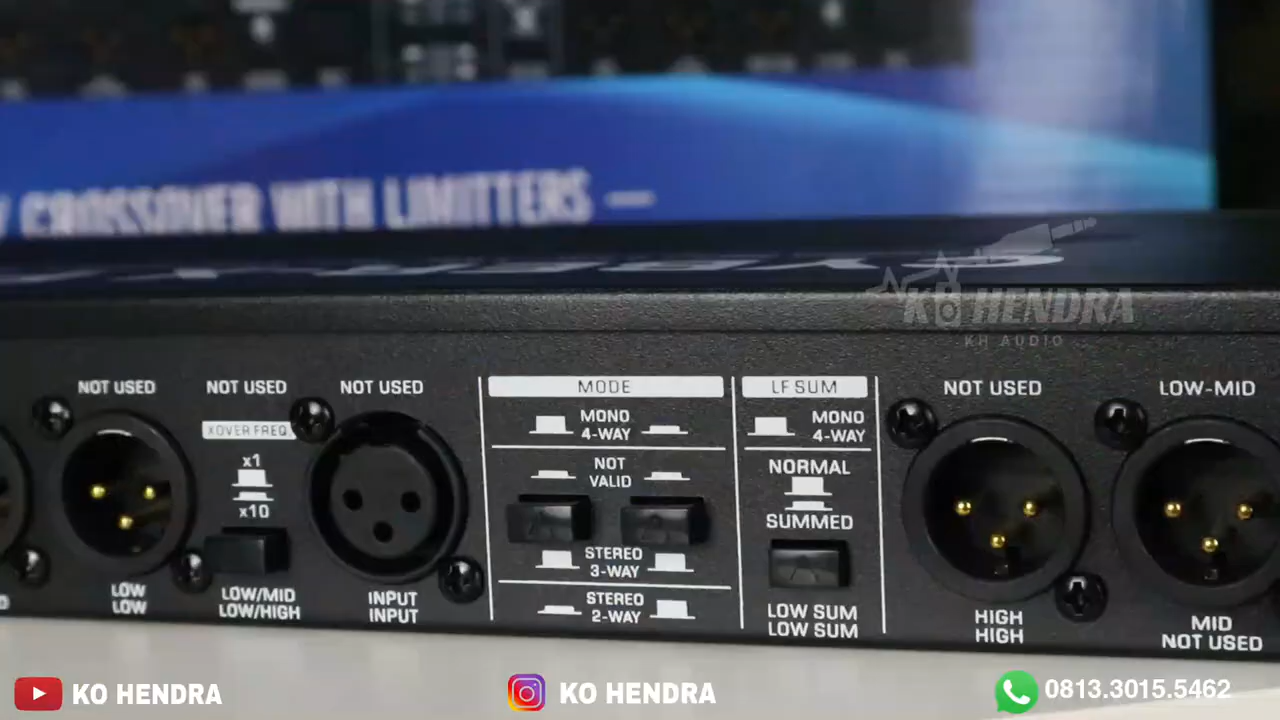 CROSSOVER WITH LIMITTERS —
KO HENDRA
KH AUDIO
NOT USED
NOT USED
NOT USED
MODE
LF SUM
NOT USED
LOW-MID
XOVER FREQ
MONO
4-WAY
MONO
4-WAY
x1
x10
NOT
VALID
NORMAL
SUMMED
STEREO
3-WAY
STEREO
2-WAY
LOW
LOW
LOW/MID
LOW/HIGH
INPUT
INPUT
LOW SUM
LOW SUM
HIGH
HIGH
MID
NOT USED
KO HENDRA
KO HENDRA
0813.3015.5462